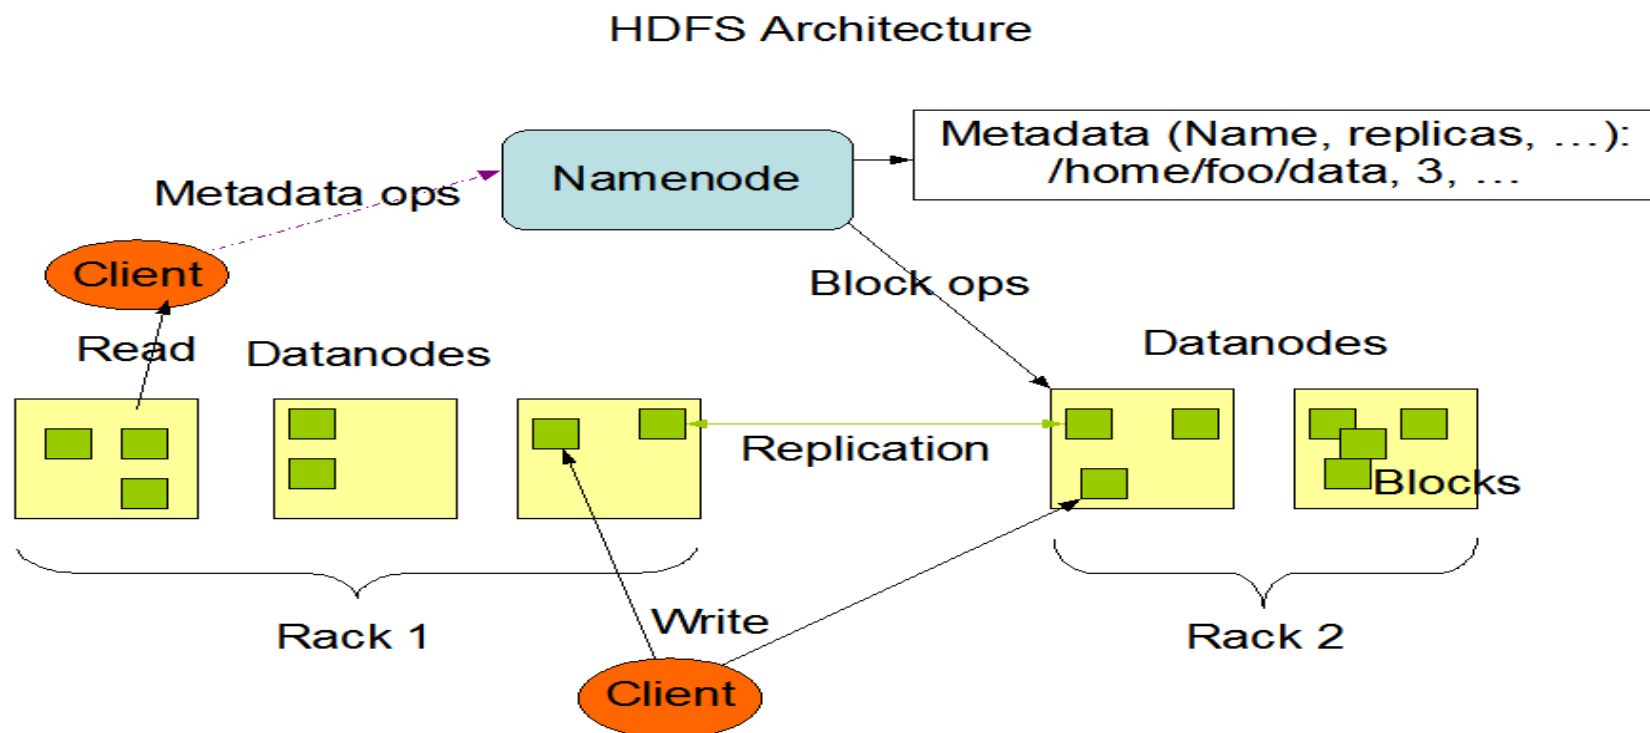 HDFS Architecture
Metadata (Name, replicas, ...):
/home/foo/data, 3, ...
Namenode
Metadata ops
Client
Block ops
Read
Datanodes
Datanodes
Replication
Blocks
Rack 1
Write
Rack 2
Client